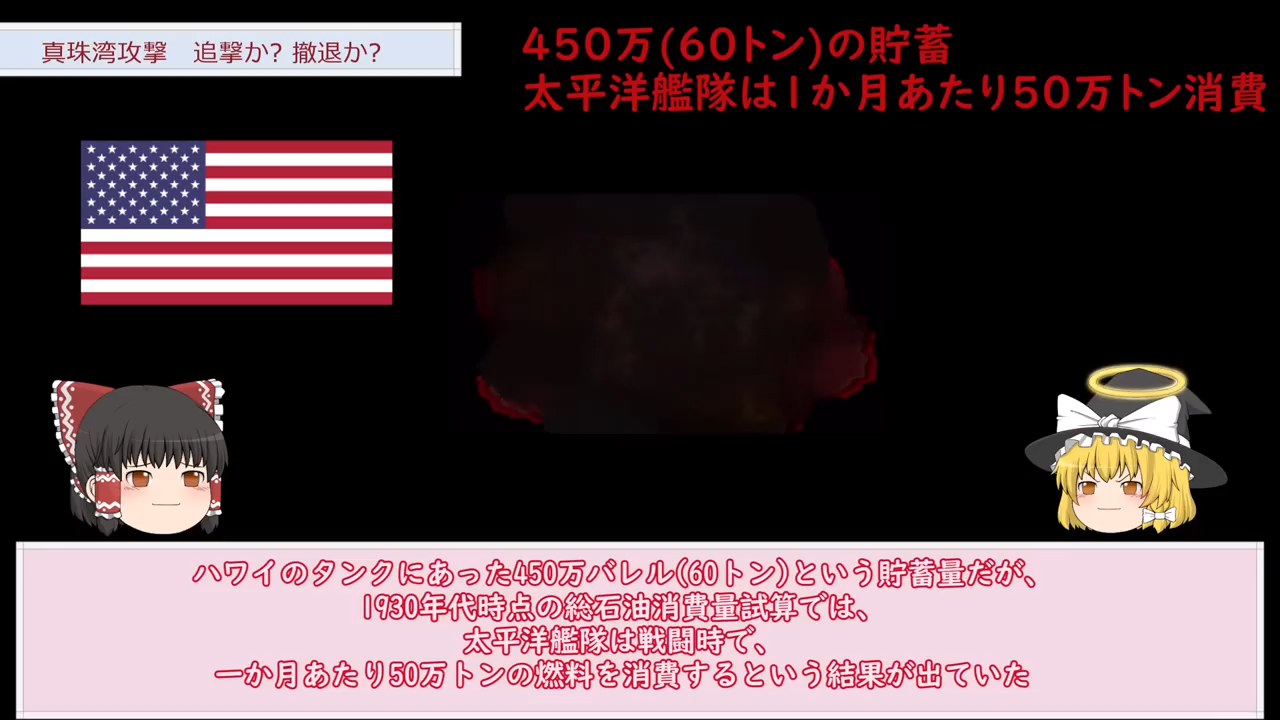 真珠湾攻撃　追撃か? 撤退か?
450万(60トン)の貯蓄
太平洋艦隊は1か月あたり50万トン消費
ハワイのタンクにあった450万バレル(60トン)という貯蓄量だが、
1930年代時点の総石油消費量試算では、
太平洋艦隊は戦闘時で、
一か月あたり50万トンの燃料を消費するという結果が出ていた